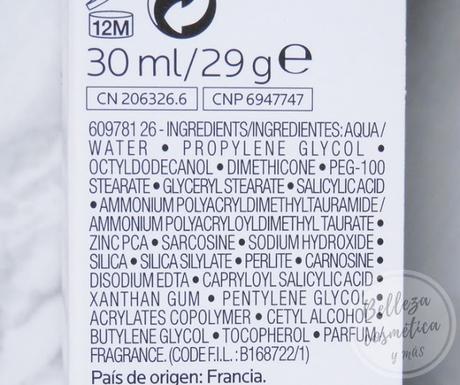 12M
30 ml/29 g e
CN 206326.6 CNP 6947747
609781 26 - INGREDIENTS/INGREDIENTES: AQUA/
WATER • PROPYLENE GLYCOL •
OCTYLDODECANOL • DIMETHICONE • PEG-100
STEARATE • GLYCERYL STEARATE • SALICYLIC ACID
• AMMONIUM POLYACRYLDIMETHYLTAURAMIDE /
AMMONIUM POLYACRYLOYLDIMETHYL TAURATE •
ZINC PCA • SARCOSINE • SODIUM HYDROXIDE •
SILICA • SILICA SILYLATE • PERLITE • CARNOSINE •
DISODIUM EDTA • CAPRYLOYL SALICYLIC ACID •
XANTHAN GUM • PENTYLENE GLYCOL •
ACRYLATES COPOLYMER • CETYL ALCOHOL •
BUTYLENE GLYCOL • TOCOPHEROL • PARFUM /
FRAGRANCE. (CODE F.I.L. : B168722/1)
País de origen: Francia.
Belleza
cosmética
y más